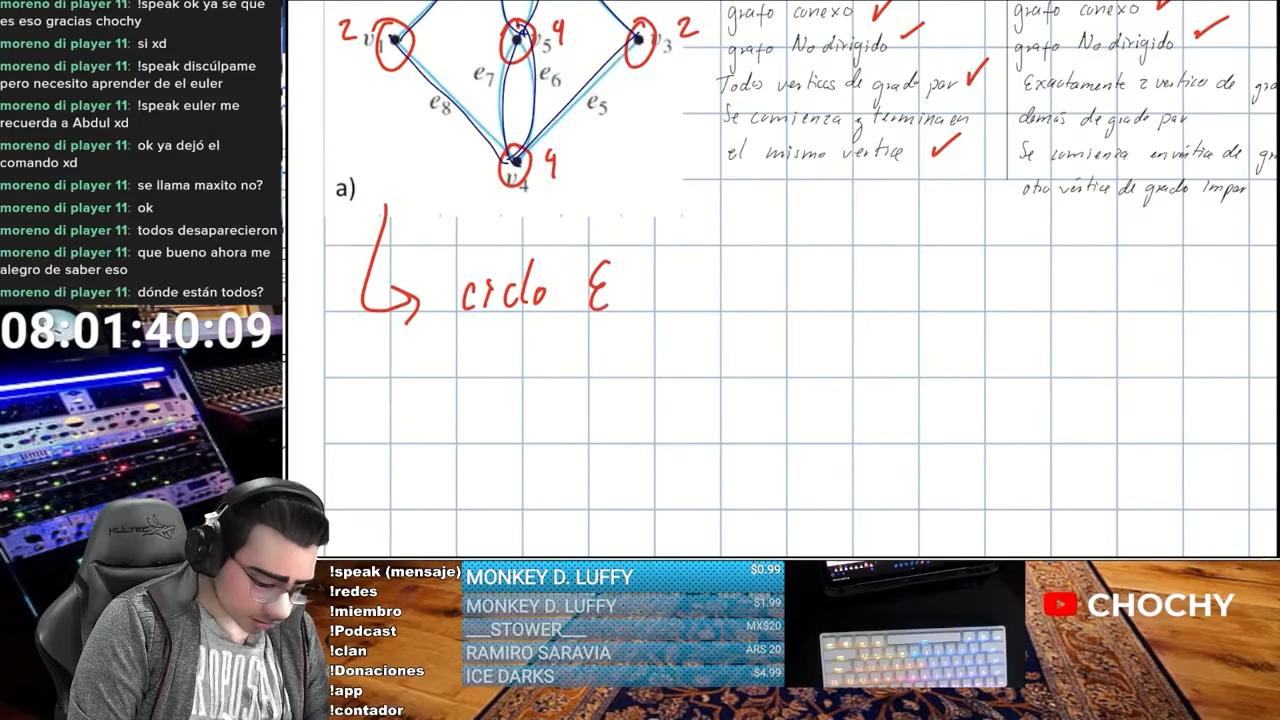 !speak ok ya se que
es eso gracias chochy
moreno di player 11: si xd
moreno di player 11: !speak discúlpame
pero necesito aprender de el euler
moreno di player 11: !speak euler me
recuerda a Abdul xd
moreno di player 11: ok ya dejó el
comando xd
moreno di player 11: se llama maxito no?
moreno di player 11: ok
moreno di player 11: todos desaparecieron
moreno di player 11: que bueno ahora me
alegro de saber eso
moreno di player 11: dónde están todos?
08:01:40:09
2 v1 v5 4 v3 2
e7 e6
e8 e5
4
v4
a)
ciclo E
grafo conexo
grafo No dirigido
Todos vertices de grado par
Se comienza y termina en
el mismo vertice
grafo conexo
grafo No dirigido
Exactamente 2 vertices de
demás de grado par
Se comienza en vértice de
otro vértice de grado impar
KULTEC
!speak (mensaje)
!redes
!miembro
!Podcast
!clan
!Donaciones
!app
!contador
MONKEY D. LUFFY $0.99
MONKEY D. LUFFY $1.99
___STOWER___ MX$20
RAMIRO SARAVIA ARS 20
ICE DARKS $4.99
CHOCHY